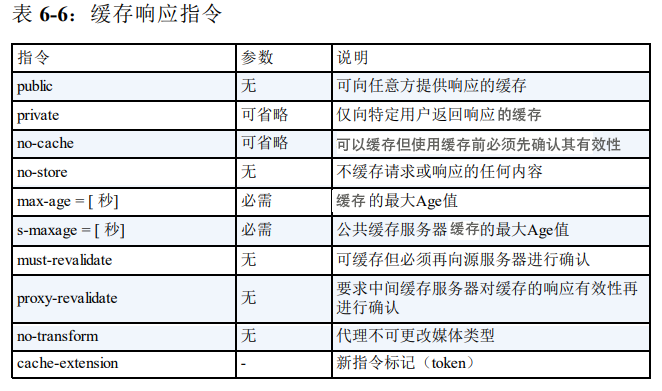 表 6-6：缓存响应指令
指令 参数 说明
public 无 可向任意方提供响应的缓存
private 可省略 仅向特定用户返回响应的缓存
no-cache 可省略 可以缓存但使用缓存前必须先确认其有效性
no-store 无 不缓存请求或响应的任何内容
max-age = [ 秒] 必需 缓存的最大Age值
s-maxage = [ 秒] 必需 公共缓存服务器缓存的最大Age值
must-revalidate 无 可缓存但必须再向源服务器进行确认
proxy-revalidate 无 要求中间缓存服务器对缓存的响应有效性再
进行确认
no-transform 无 代理不可更改媒体类型
cache-extension - 新指令标记（token）